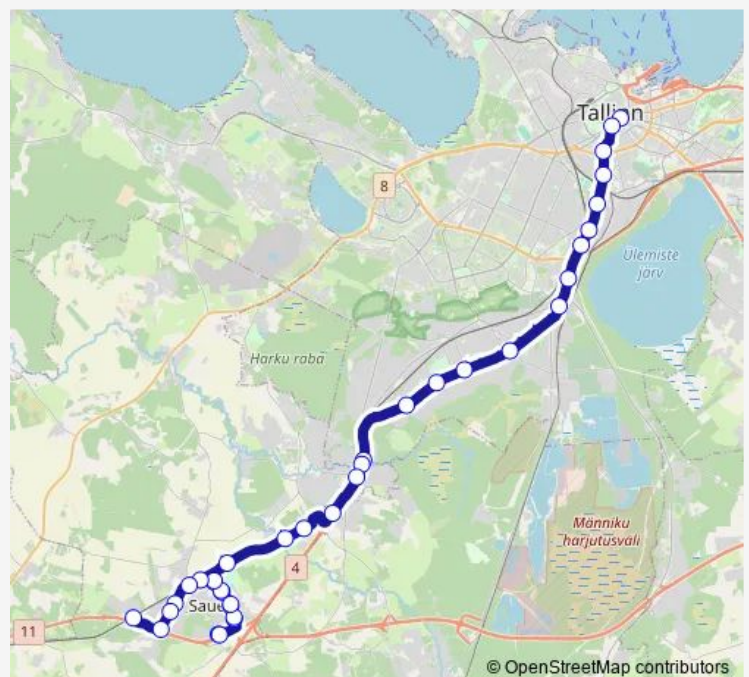 Tallinn
8
Ülemiste
järv
Harku raba
Männiku
harjutusväli
4
Saue
11
© OpenStreetMap contributors